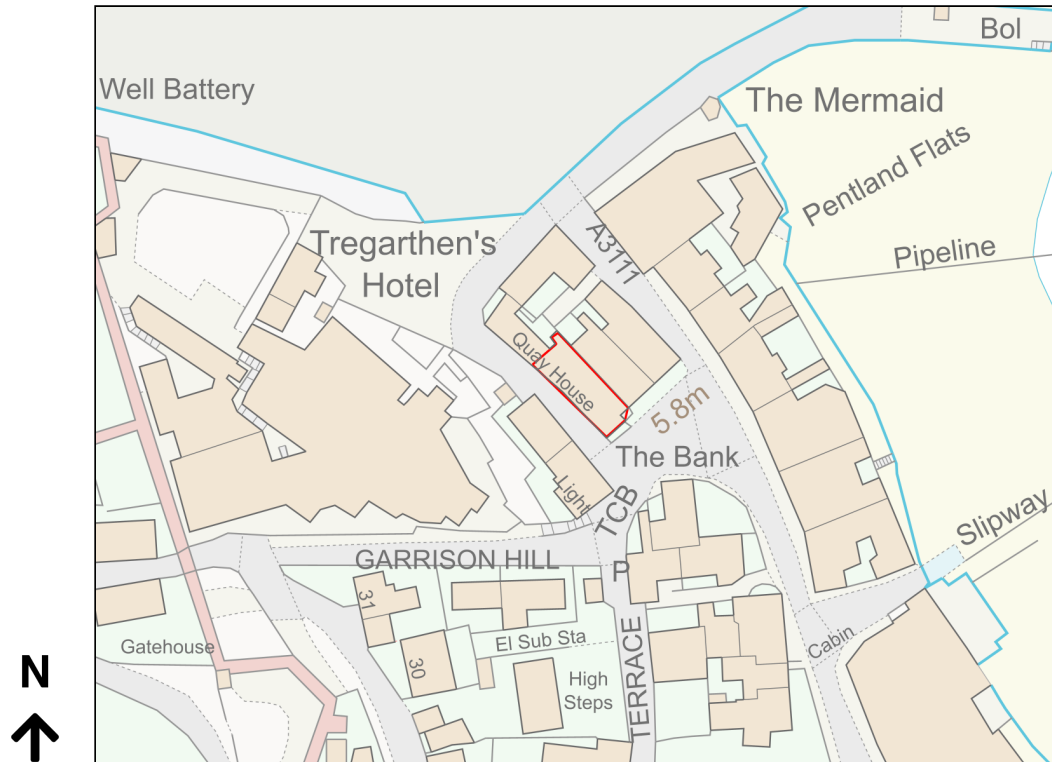 Bol
Well Battery
The Mermaid
Pentland Flats
A3111
Tregarthen's
Hotel
Pipeline
Quay House
5.8m
The Bank
Light
TCB
Slipway
GARRISON HILL
P
31
El Sub Sta
Cabin
Gatehouse
30
High
Steps
TERRACE
N